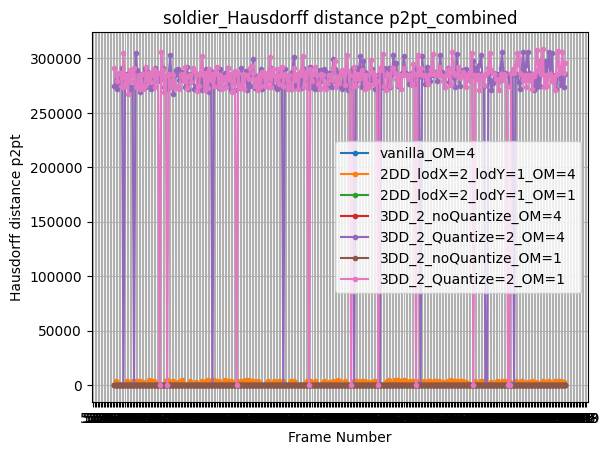 soldier_Hausdorff distance p2pt_combined
Hausdorff distance p2pt
300000
250000
200000
150000
100000
50000
0
vanilla_OM=4
2DD_lodX=2_lodY=1_OM=4
2DD_lodX=2_lodY=1_OM=1
3DD_2_noQuantize_OM=4
3DD_2_Quantize=2_OM=4
3DD_2_noQuantize_OM=1
3DD_2_Quantize=2_OM=1
Frame Number